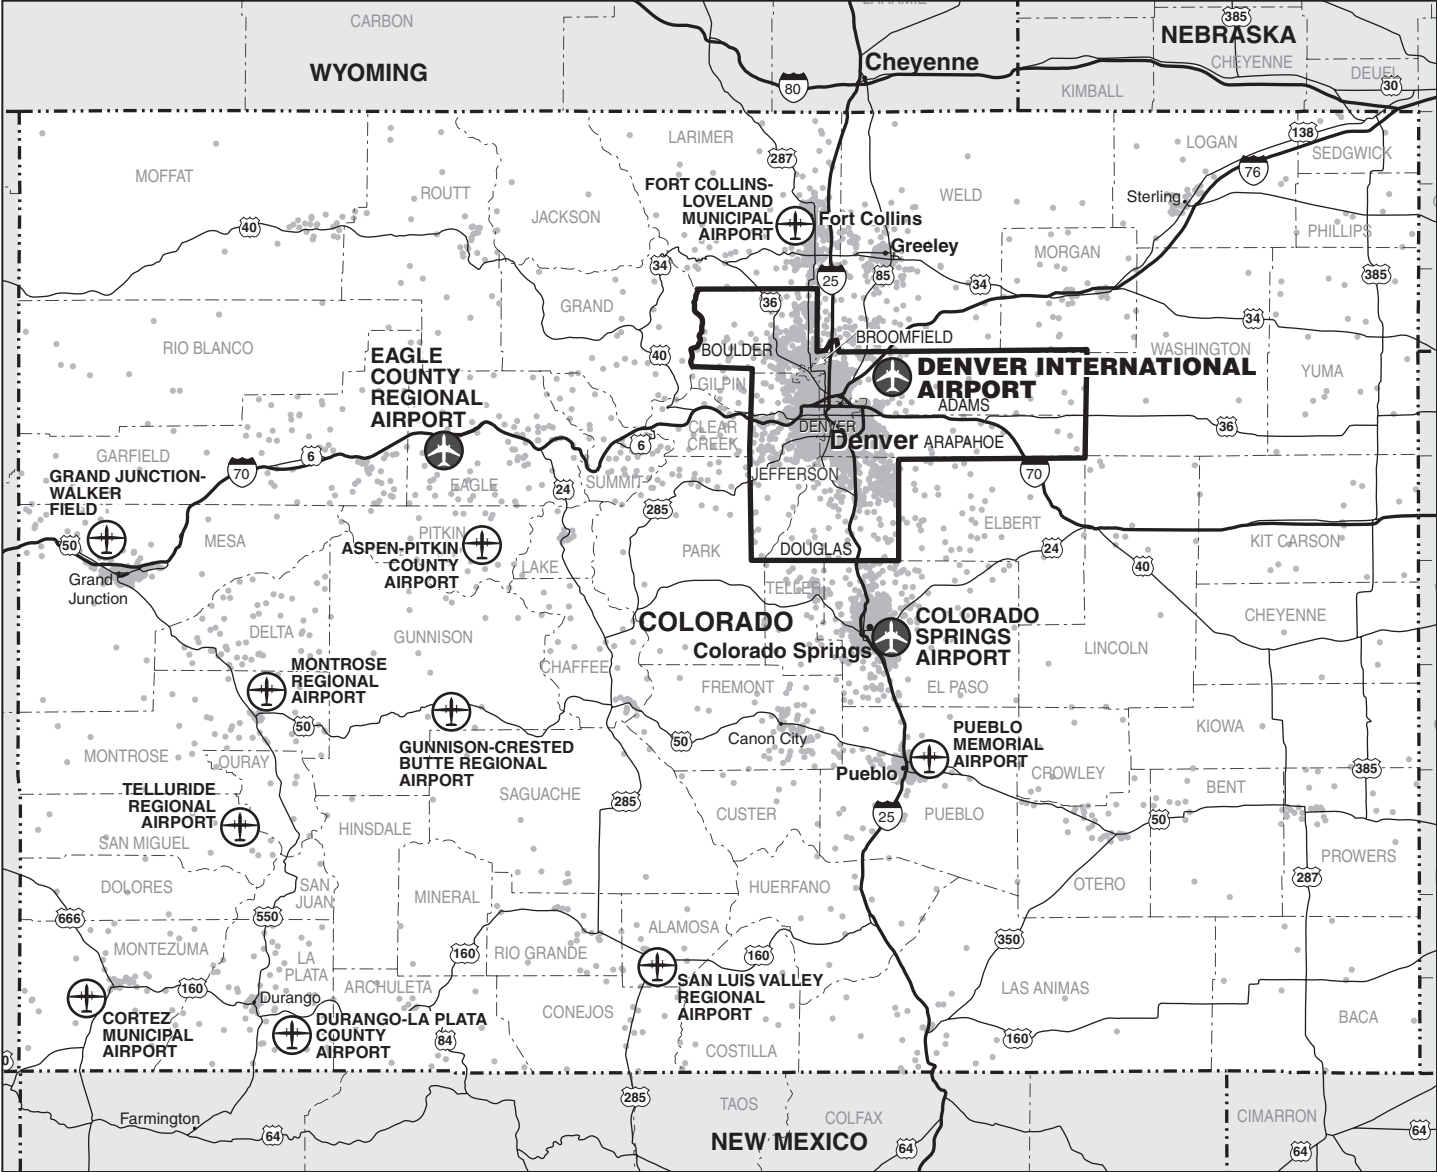 CARBON
LARAMIE
385
NEBRASKA
WYOMING
Cheyenne
CHEYENNE
DEUEL
80
KIMBALL
30
LARIMER
287
138
LOGAN
SEDGWICK
MOFFAT
ROUTT
76
FORT COLLINS-
LOVELAND
MUNICIPAL
AIRPORT
WELD
Sterling
JACKSON
Fort Collins
40
PHILLIPS
Greeley
MORGAN
34
25
85
34
385
36
GRAND
34
BROOMFIELD
RIO BLANCO
BOULDER
WASHINGTON
EAGLE
COUNTY
REGIONAL
AIRPORT
40
DENVER INTERNATIONAL
AIRPORT
YUMA
GILPIN
ADAMS
CLEAR
CREEK
DENVER
36
Denver
ARAPAHOE
6
6
GARFIELD
70
GRAND JUNCTION-
WALKER
FIELD
JEFFERSON
70
EAGLE
24
SUMMIT
285
ELBERT
PITKIN
MESA
50
ASPEN-PITKIN
COUNTY
AIRPORT
PARK
DOUGLAS
24
KIT CARSON
LAKE
40
Grand
Junction
TELLER
COLORADO
COLORADO
SPRINGS
AIRPORT
CHEYENNE
DELTA
GUNNISON
Colorado Springs
LINCOLN
MONTROSE
REGIONAL
AIRPORT
CHAFFEE
FREMONT
EL PASO
50
GUNNISON-CRESTED
BUTTE REGIONAL
AIRPORT
50
Canon City
PUEBLO
MEMORIAL
AIRPORT
KIOWA
MONTROSE
OURAY
Pueblo
CROWLEY
385
TELLURIDE
REGIONAL
AIRPORT
SAGUACHE
285
BENT
CUSTER
25
PUEBLO
50
HINSDALE
SAN MIGUEL
PROWERS
DOLORES
SAN
JUAN
MINERAL
HUERFANO
OTERO
287
666
550
ALAMOSA
350
MONTEZUMA
160
RIO GRANDE
160
LA
PLATA
ARCHULETA
SAN LUIS VALLEY
REGIONAL
AIRPORT
LAS ANIMAS
160
Durango
CONEJOS
CORTEZ
MUNICIPAL
AIRPORT
DURANGO-LA PLATA
COUNTY
AIRPORT
BACA
84
160
COSTILLA
0
285
TAOS
COLFAX
CIMARRON
Farmington
64
NEW MEXICO
64
64
64